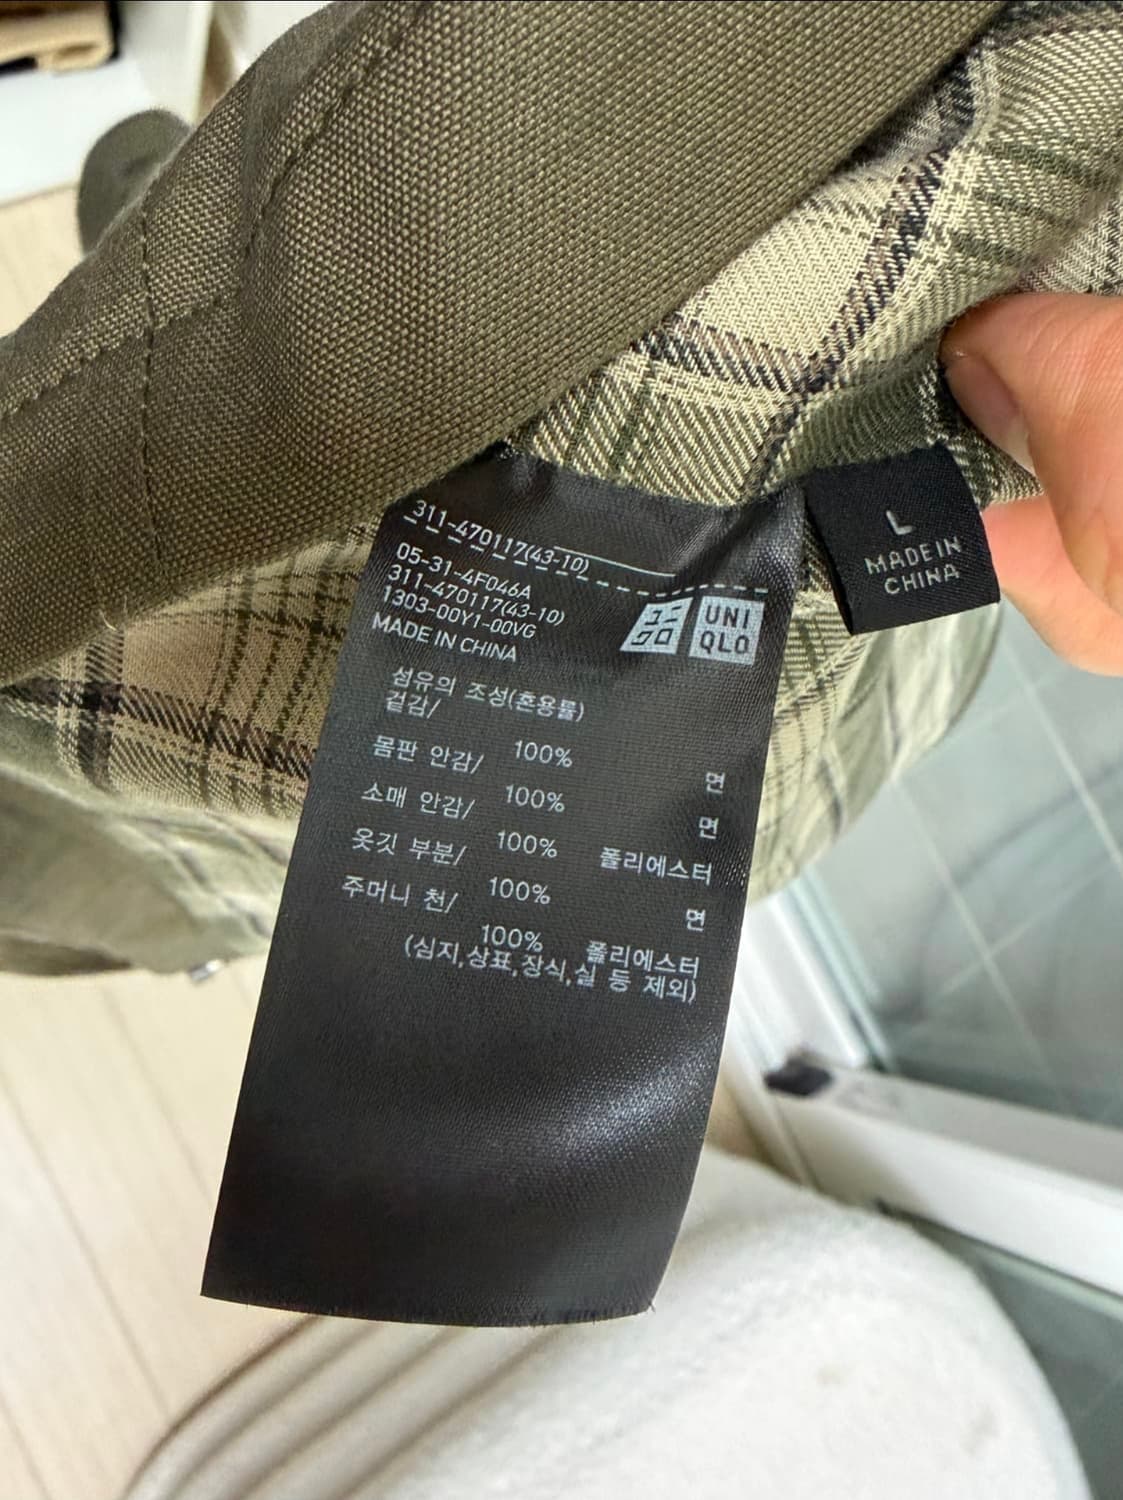 311-470117(43-10)
05-31-4F046A
311-470117(43-10)
1303-00Y1-00VG
MADE IN CHINA
ユニ
クロ
UNI
QLO
섬유의 조성(혼용률)
겉감/
100% 면
몸판 안감/
100% 면
소매 안감/
100% 폴리에스터
옷깃 부분/
100% 면
주머니 천/
100% 폴리에스터
(심지,상표,장식,실 등 제외)
L
MADE IN
CHINA